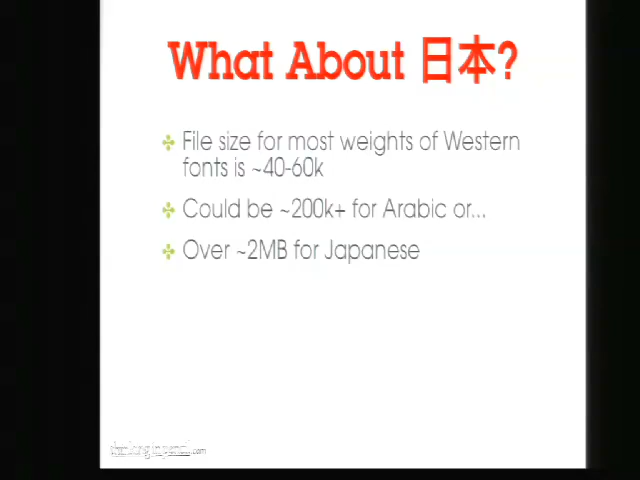 What About 日本?
File size for most weights of Western
fonts is ~40-60k
Could be ~200k+ for Arabic or...
Over ~2MB for Japanese